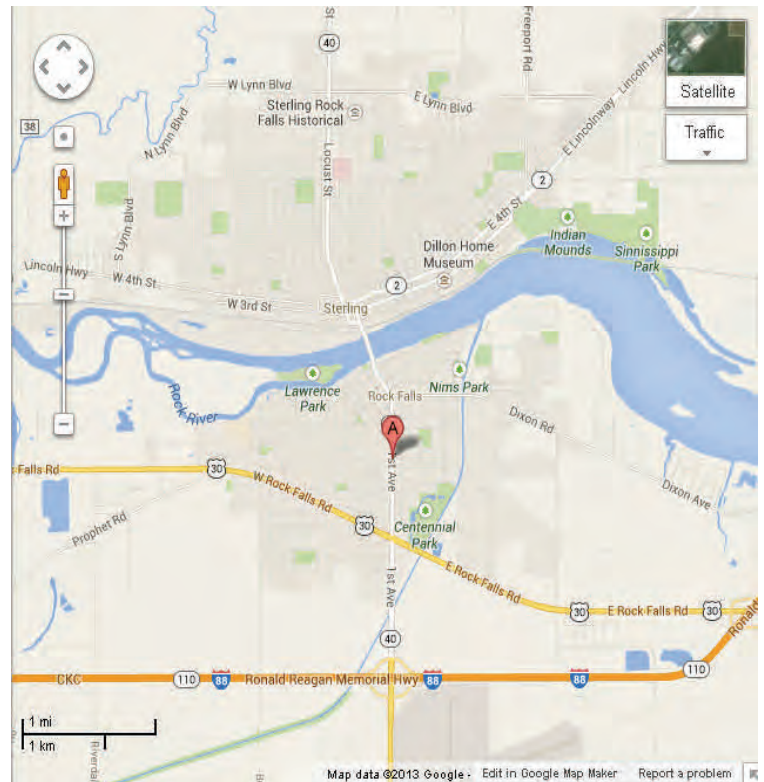 St
40
Freeport Rd
Lincoln Hwy
Satellite
W Lynn Blvd
E Lynn Blvd
Sterling Rock
Falls Historical
38
N Lynn Blvd
E Lincolnway
Traffic
Locust St
2
S Lynn Blvd
E 4th St
Indian
Mounds
Sinnissippi
Park
Dillon Home
Museum
Lincoln Hwy
W 4th St
2
W 3rd St
Sterling
Rock River
Lawrence
Park
Rock Falls
Nims Park
Dixon Rd
A
1st Ave
Falls Rd
30
W Rock Falls Rd
Dixon Ave
Prophet Rd
30
Centennial
Park
1st Ave
E Rock Falls Rd
30
E Rock Falls Rd
30
Ronald
40
110
CKC
110
88
Ronald Reagan Memorial Hwy
88
88
1 mi
1 km
Riverdal
Map data ©2013 Google -
Edit in Google Map Maker
Report a problem